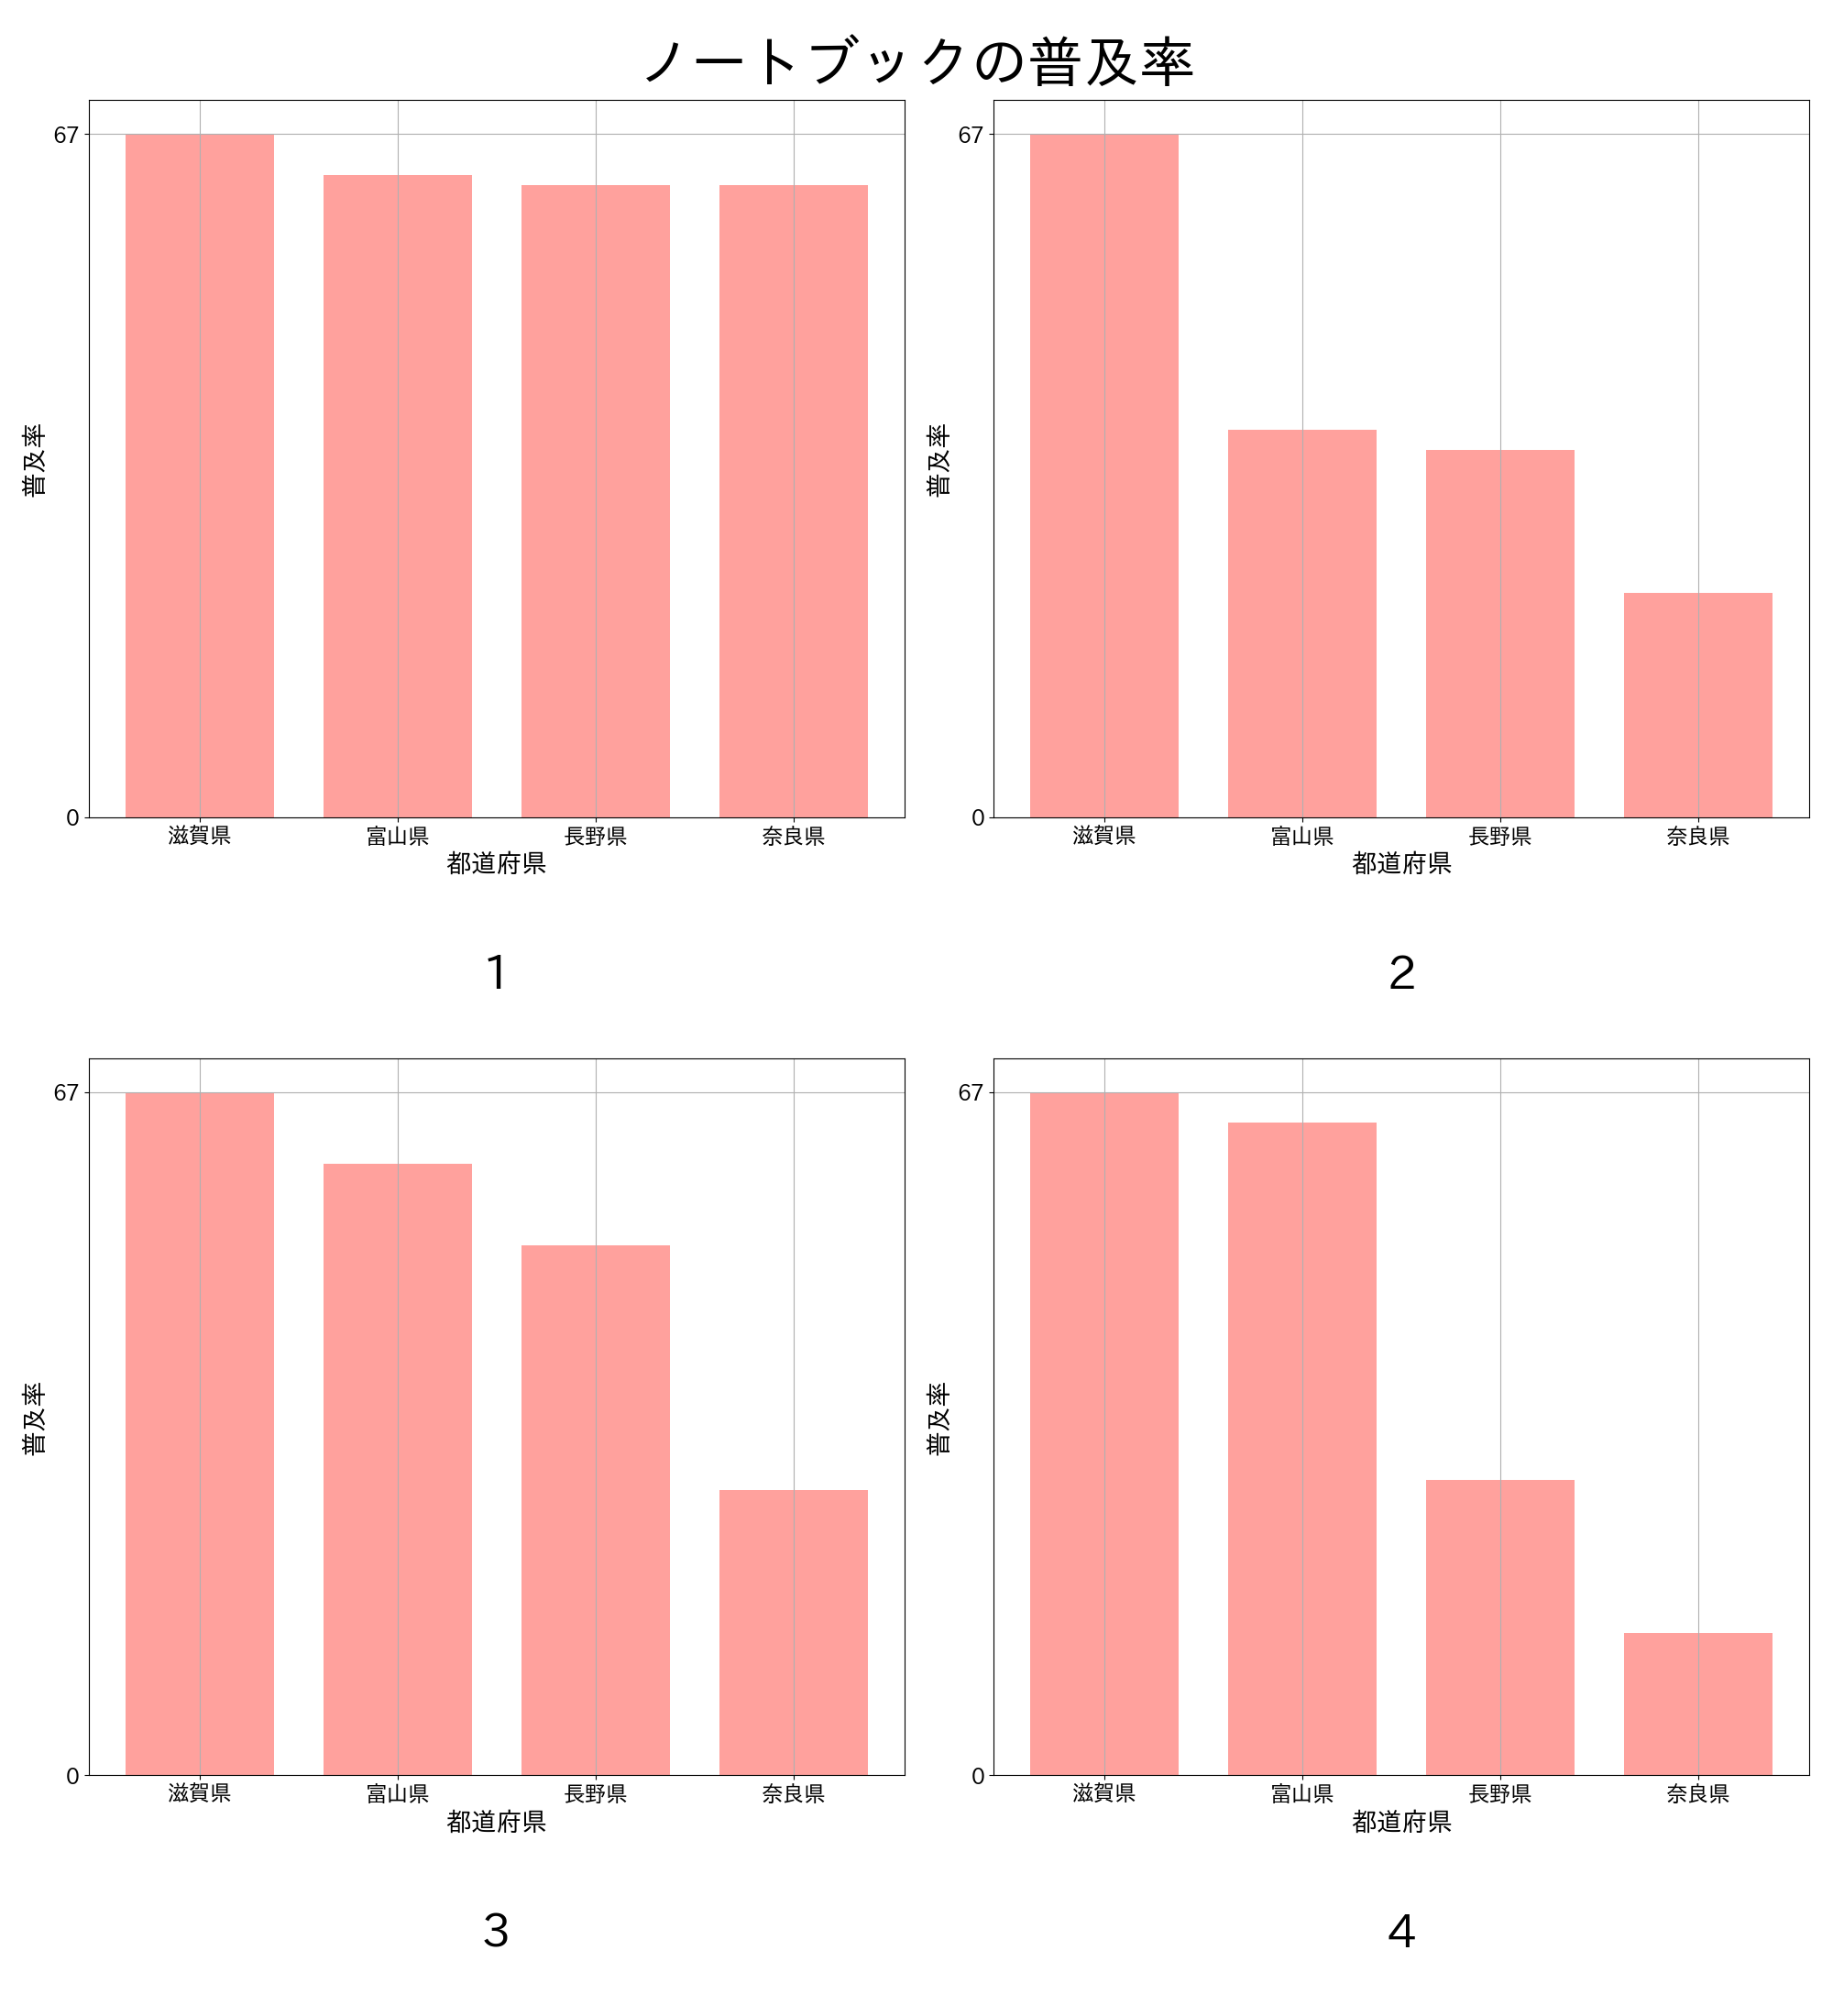 ノートブックの普及率
67
0
普及率
滋賀県 富山県 長野県 奈良県
都道府県
1
67
0
普及率
滋賀県 富山県 長野県 奈良県
都道府県
2
67
0
普及率
滋賀県 富山県 長野県 奈良県
都道府県
3
67
0
普及率
滋賀県 富山県 長野県 奈良県
都道府県
4